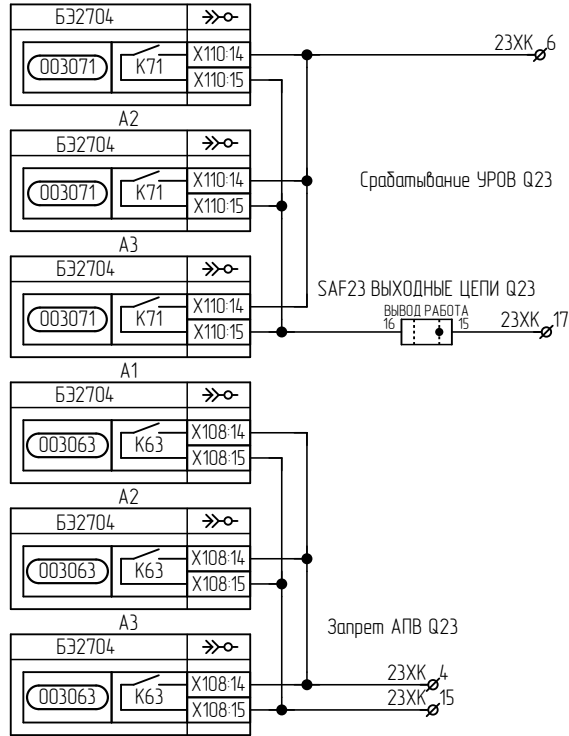 БЭ2704
003071
K71
X110:14
X110:15
23XK 6
A2
БЭ2704
003071
K71
X110:14
X110:15
Срабатывание УРОВ Q23
A3
БЭ2704
003071
K71
X110:14
X110:15
SAF23 ВЫХОДНЫЕ ЦЕПИ Q23
ВЫВОД РАБОТА
16 15
23XK 17
A1
БЭ2704
003063
K63
X108:14
X108:15
A2
БЭ2704
003063
K63
X108:14
X108:15
A3
Запрет АПВ Q23
БЭ2704
003063
K63
X108:14
X108:15
23XK 4
23XK 15